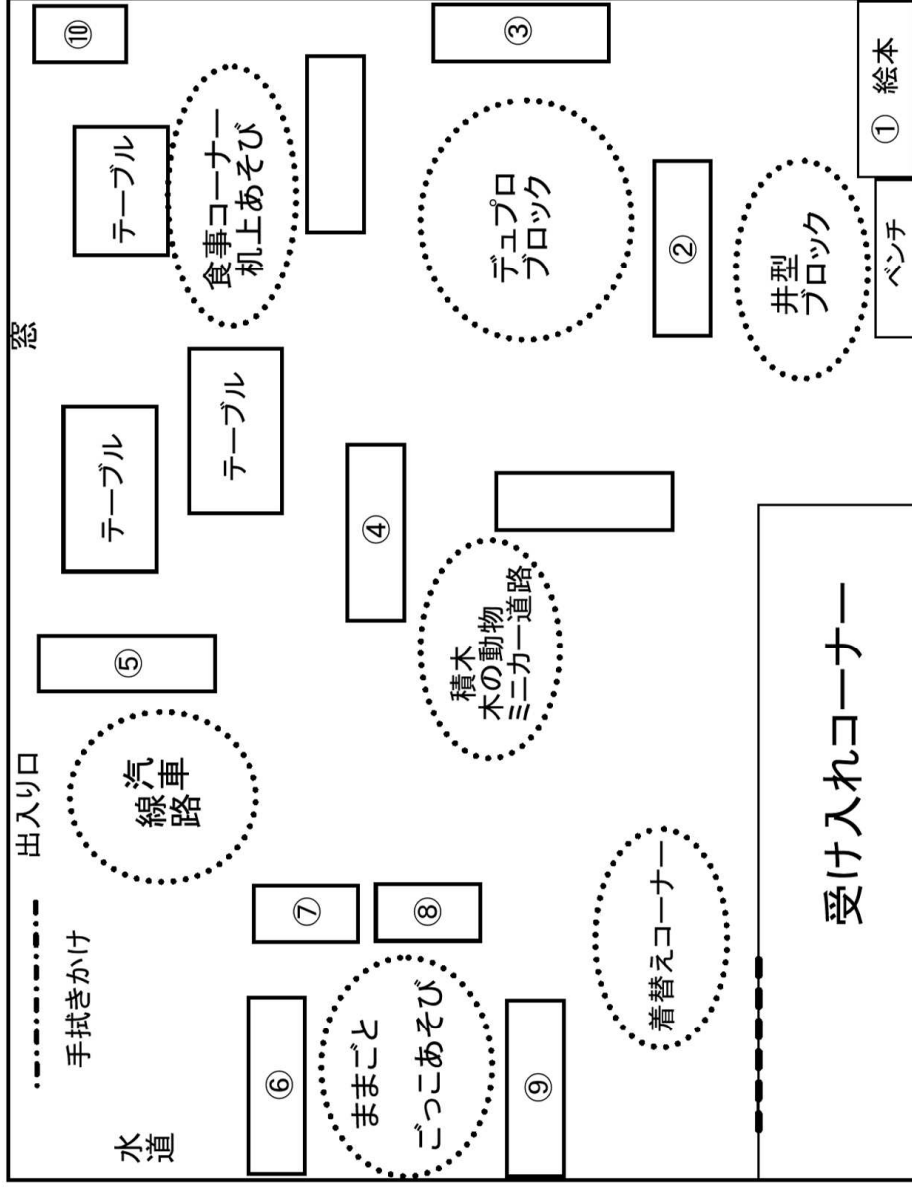 水道
手拭きかけ
出入り口
窓
⑩
テーブル
食事コーナー
机上あそび
テーブル
テーブル
⑤
汽車
線路
③
デュプロ
ブロック
④
⑦
⑧
⑥
ままごと
ごっこあそび
⑨
積木
木の動物
ミニカー道路
②
井型
ブロック
① 絵本
ベンチ
着替えコーナー
受け入れコーナー